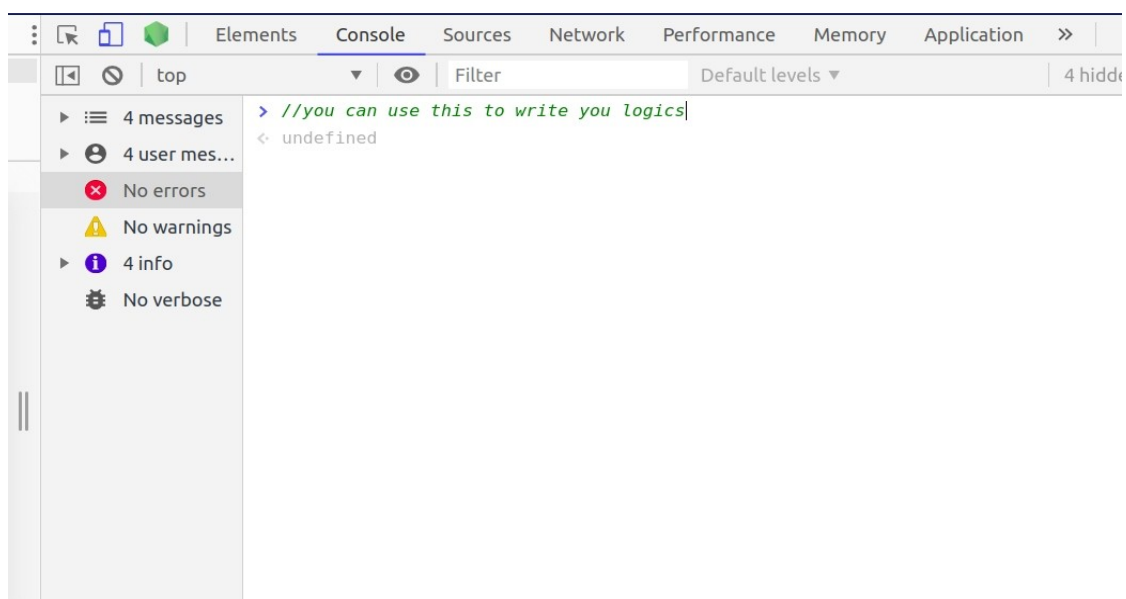 Elements Console Sources Network Performance Memory Application
top Filter Default levels 4 hidde
4 messages
4 user mes...
No errors
No warnings
4 info
No verbose
> //you can use this to write you logics
undefined